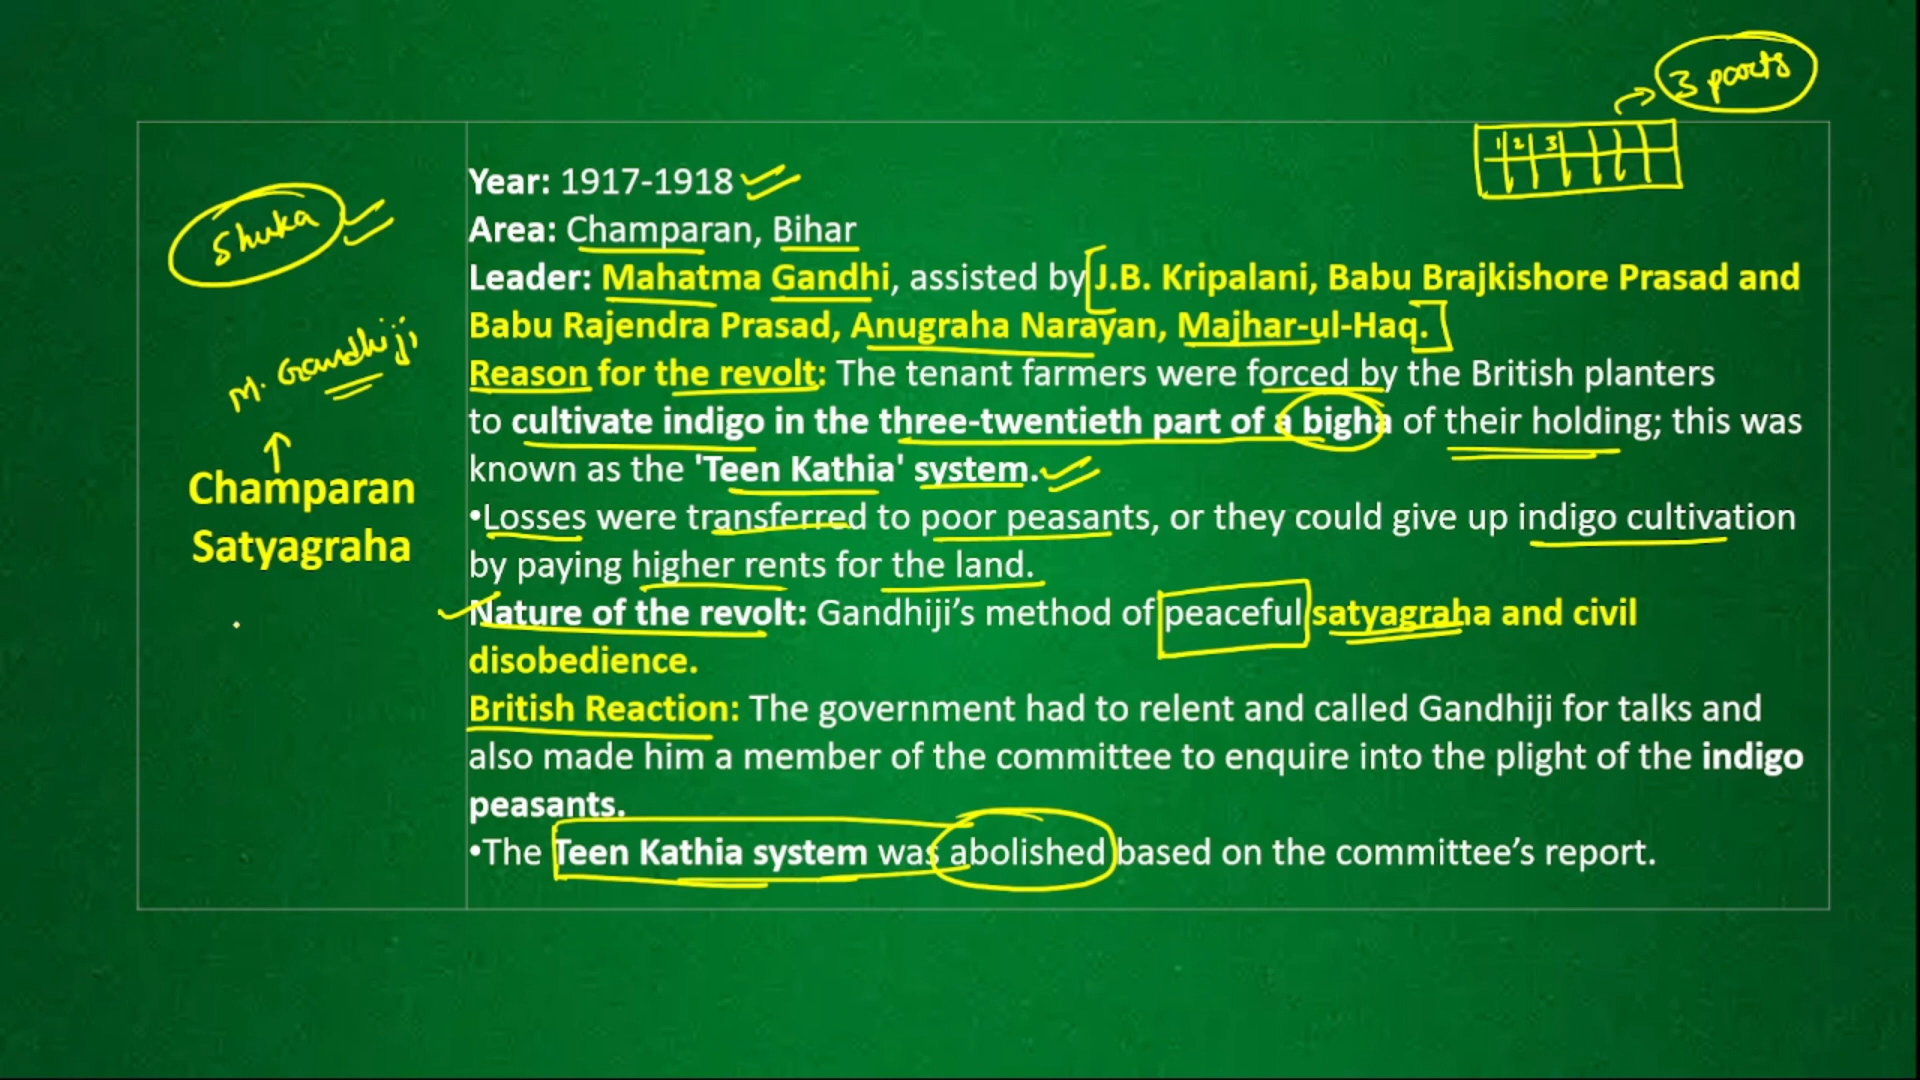 3 parts
1 2 3
Shuka
M. Gandhiji
Champaran
Satyagraha
Year: 1917-1918
Area: Champaran, Bihar
Leader: Mahatma Gandhi, assisted by J.B. Kripalani, Babu Brajkishore Prasad and
Babu Rajendra Prasad, Anugraha Narayan, Majhar-ul-Haq.
Reason for the revolt: The tenant farmers were forced by the British planters
to cultivate indigo in the three-twentieth part of a bigha of their holding; this was
known as the 'Teen Kathia' system.
•Losses were transferred to poor peasants, or they could give up indigo cultivation
by paying higher rents for the land.
Nature of the revolt: Gandhiji’s method of peaceful satyagraha and civil
disobedience.
British Reaction: The government had to relent and called Gandhiji for talks and
also made him a member of the committee to enquire into the plight of the indigo
peasants.
•The Teen Kathia system was abolished based on the committee’s report.